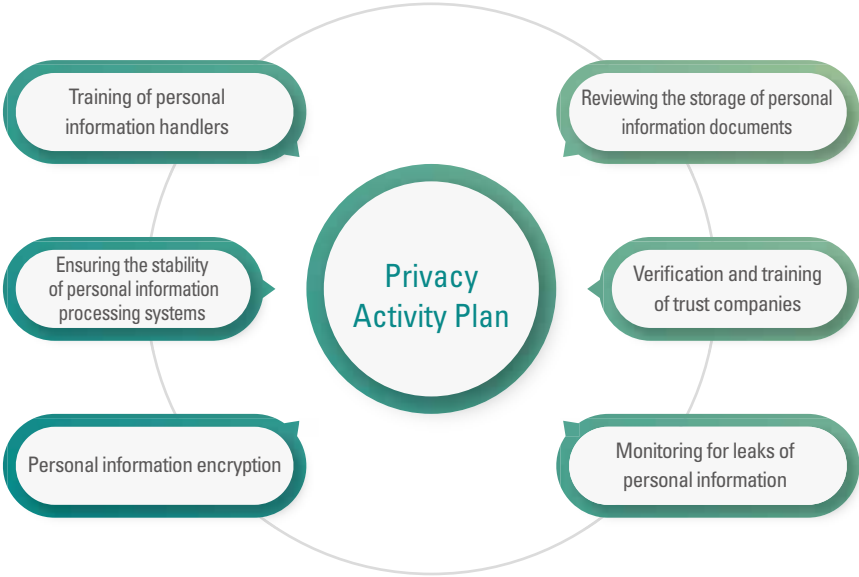 Training of personal
information handlers
Ensuring the stability
of personal information
processing systems
Personal information encryption
Privacy
Activity Plan
Reviewing the storage of personal
information documents
Verification and training
of trust companies
Monitoring for leaks of
personal information